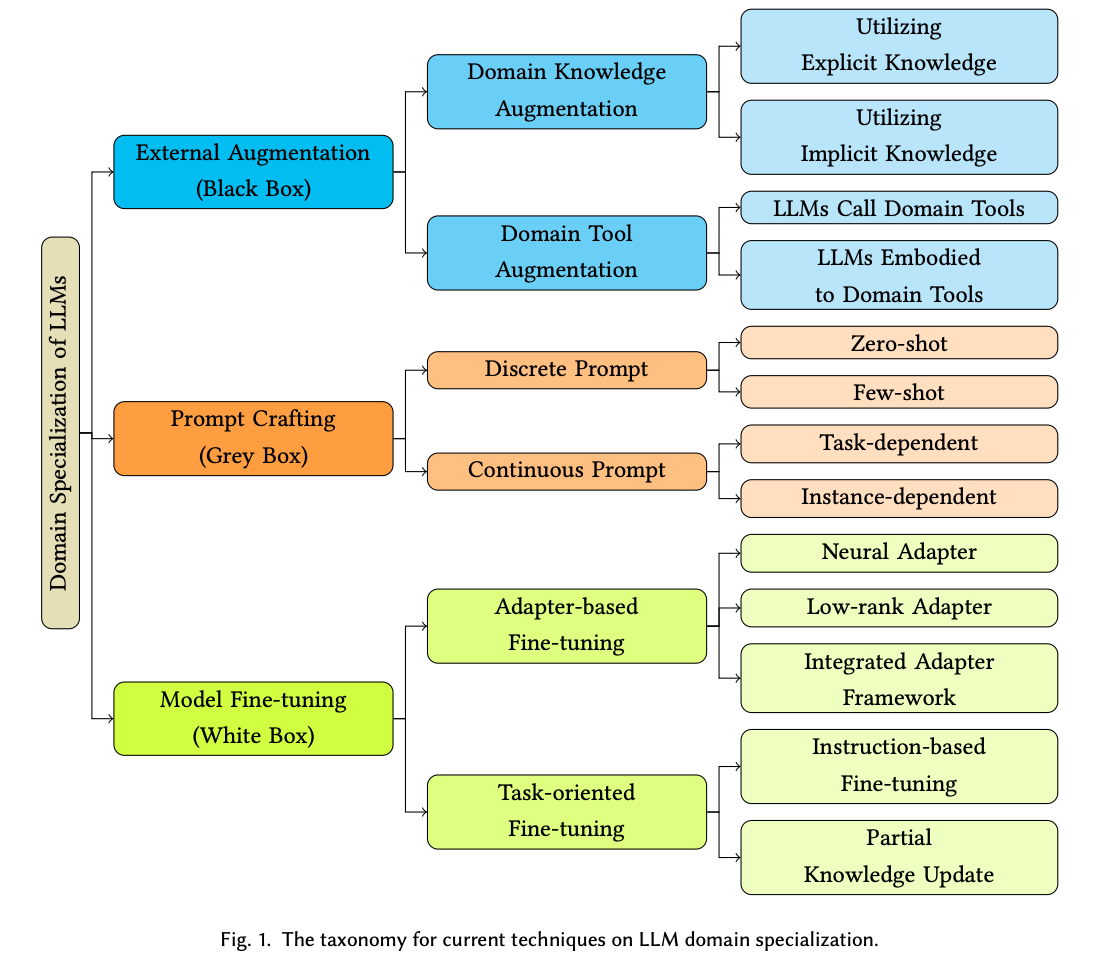 Domain Specialization of LLMs
External Augmentation
(Black Box)
Domain Knowledge
Augmentation
Utilizing
Explicit Knowledge
Utilizing
Implicit Knowledge
Domain Tool
Augmentation
LLMs Call Domain Tools
LLMs Embodied
to Domain Tools
Prompt Crafting
(Grey Box)
Discrete Prompt
Zero-shot
Few-shot
Continuous Prompt
Task-dependent
Instance-dependent
Model Fine-tuning
(White Box)
Adapter-based
Fine-tuning
Neural Adapter
Low-rank Adapter
Integrated Adapter
Framework
Task-oriented
Fine-tuning
Instruction-based
Fine-tuning
Partial
Knowledge Update
Fig. 1. The taxonomy for current techniques on LLM domain specialization.